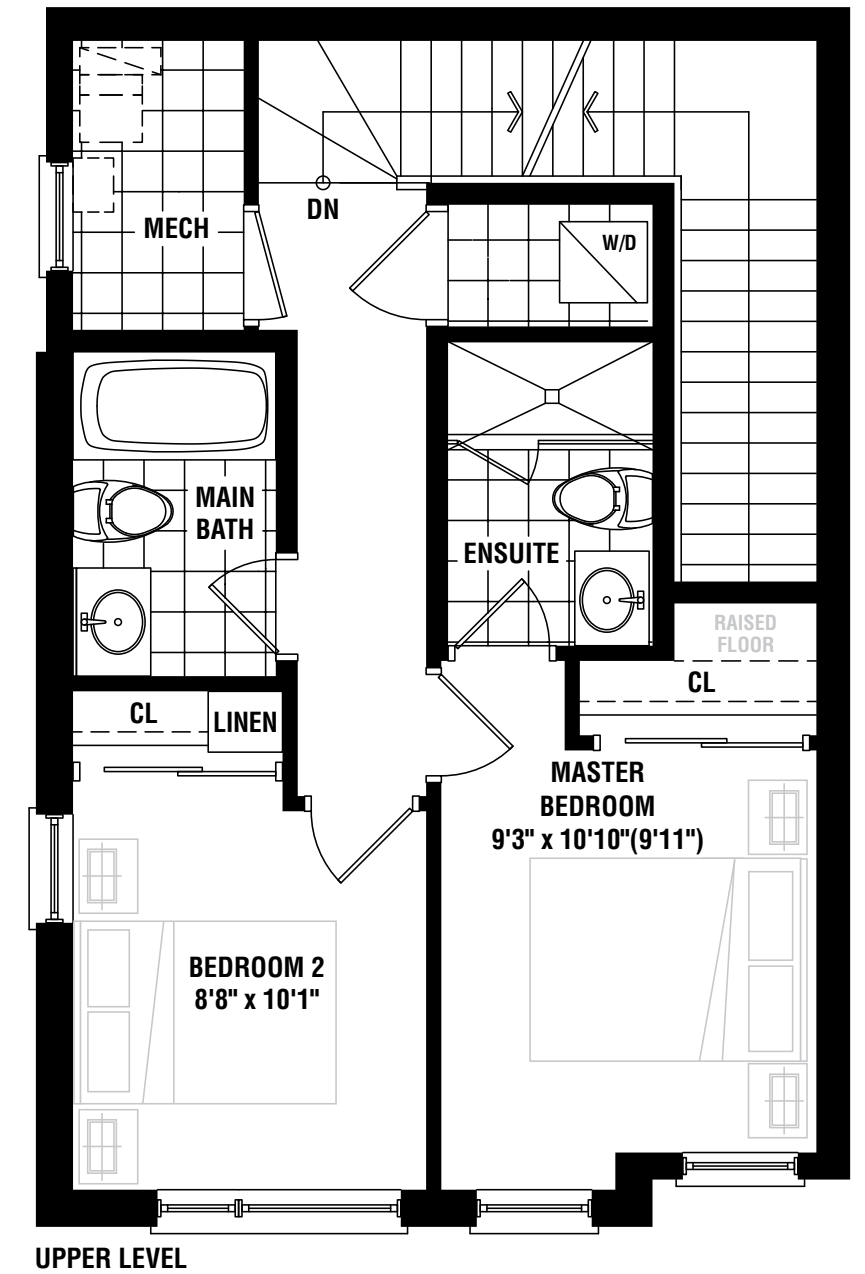 DN
W/D
MECH
MAIN
BATH
ENSUITE
RAISED
FLOOR
CL
CL
LINEN
MASTER
BEDROOM
9'3" x 10'10"(9'11")
BEDROOM 2
8'8" x 10'1"
UPPER LEVEL